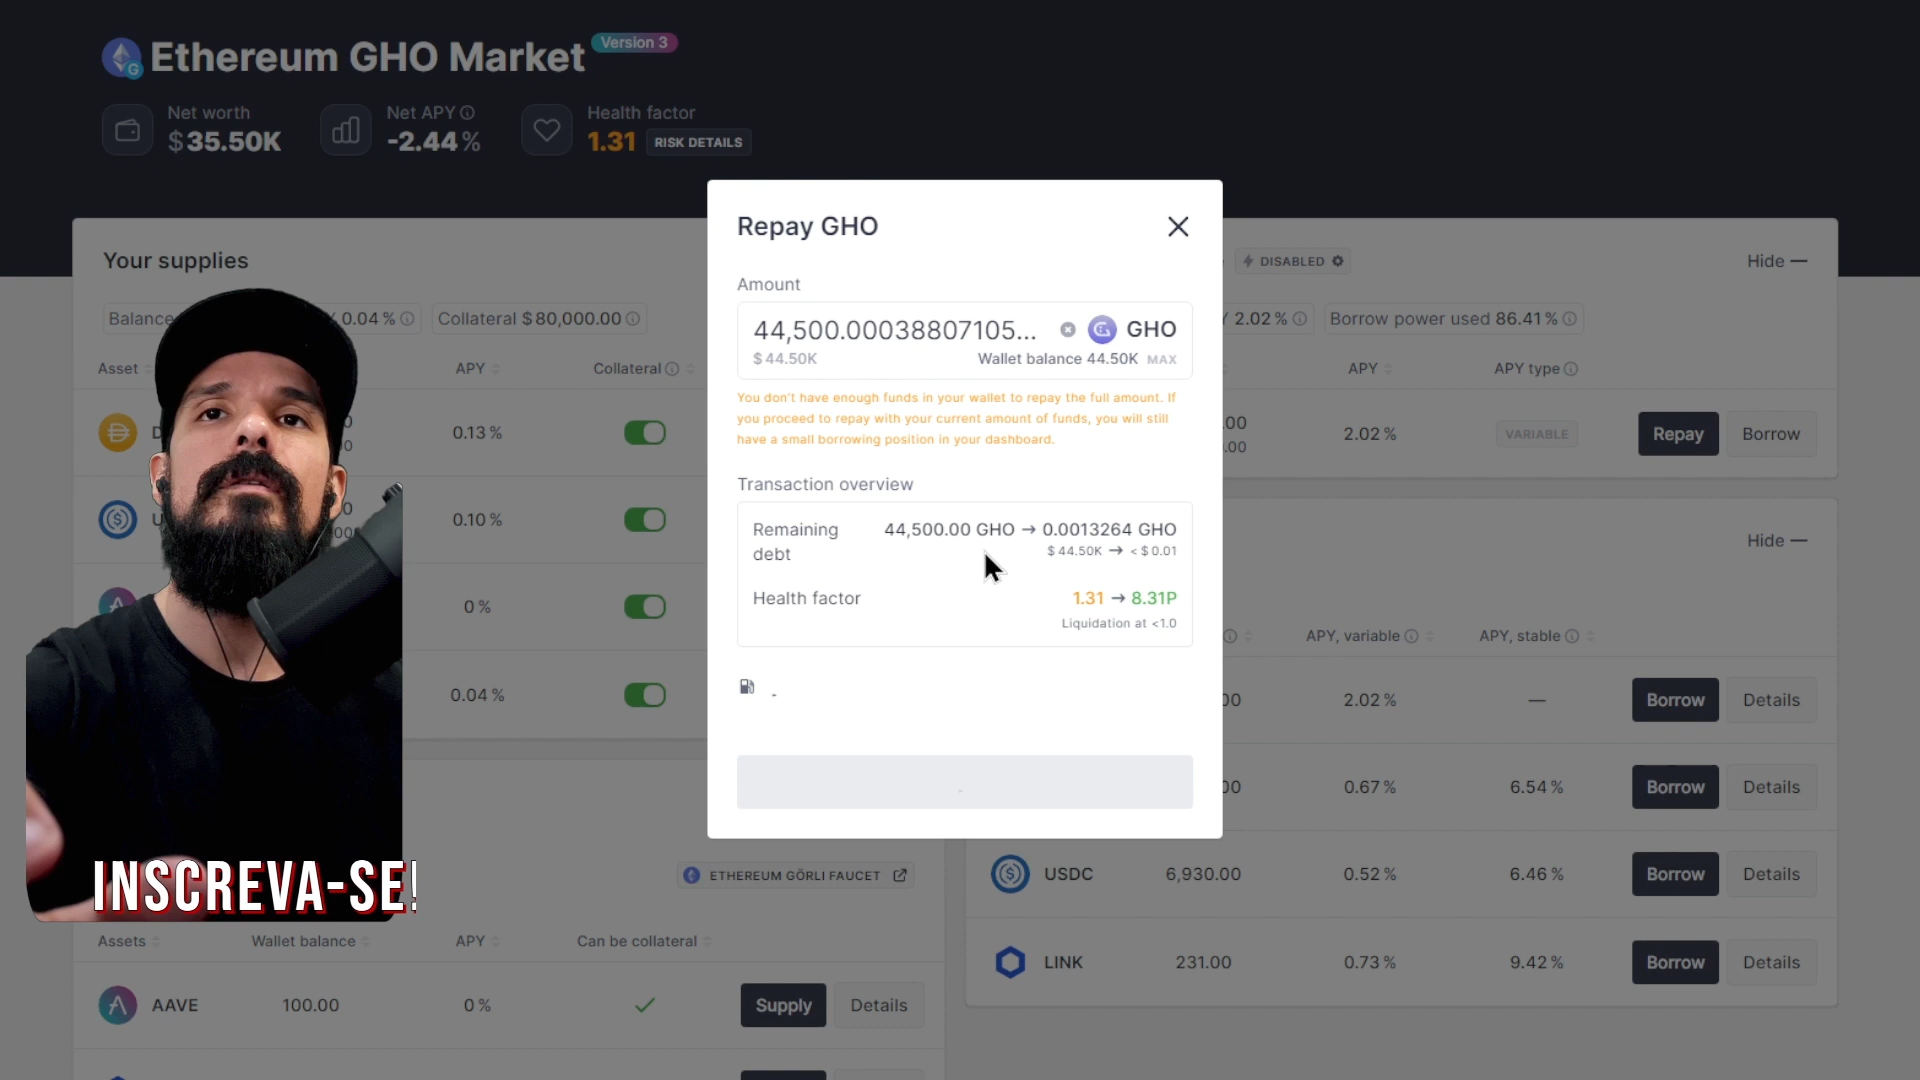 Ethereum GHO Market Version 3
Net worth
$35.50K
Net APY
-2.44%
Health factor
1.31 RISK DETAILS
Your supplies
Balance
0.04%
Collateral $80,000.00
Asset
APY
Collateral
0.13%
0.10%
0%
0.04%
Repay GHO
Amount
44,500.00038807105... GHO
$44.50K
Wallet balance 44.50K MAX
You don't have enough funds in your wallet to repay the full amount. If
you proceed to repay with your current amount of funds, you will still
have a small borrowing position in your dashboard.
Transaction overview
Remaining
debt
44,500.00 GHO → 0.0013264 GHO
$44.50K → <$0.01
Health factor
1.31 → 8.31P
Liquidation at <1.0
-
-
DISABLED
Hide —
2.02%
Borrow power used 86.41%
APY
APY type
2.02%
VARIABLE
Repay
Borrow
Hide —
APY, variable
APY, stable
2.02%
—
Borrow
Details
0.67%
6.54%
Borrow
Details
USDC
6,930.00
0.52%
6.46%
Borrow
Details
LINK
231.00
0.73%
9.42%
Borrow
Details
INSCREVA-SE!
ETHEREUM GÖRLI FAUCET
Assets
Wallet balance
APY
Can be collateral
AAVE
100.00
0%
Supply
Details